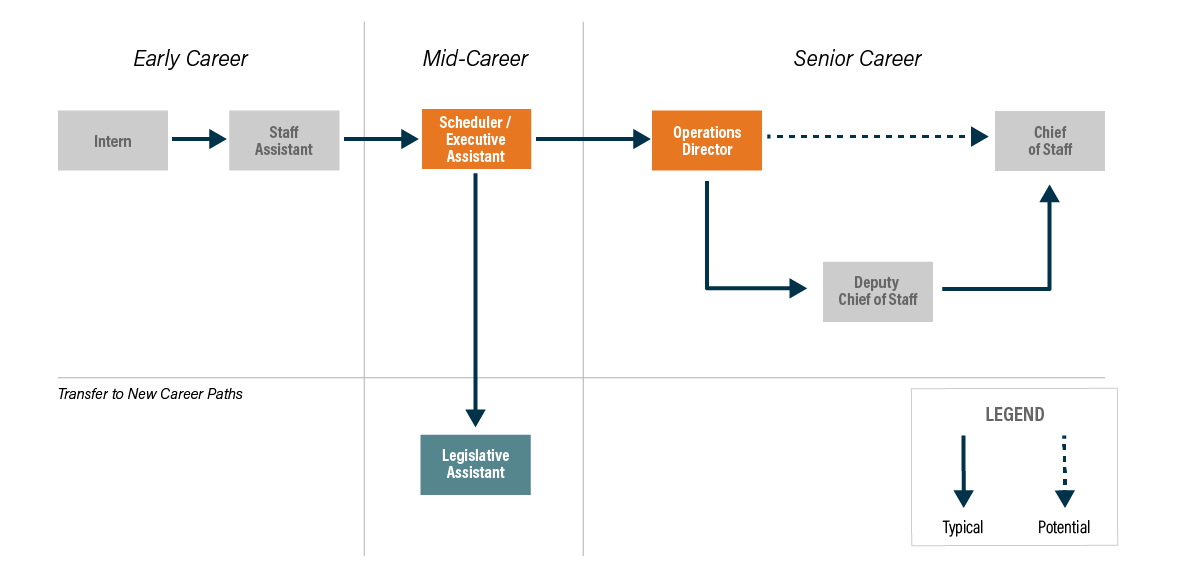 Early Career
Mid-Career
Senior Career
Intern
Staff
Assistant
Scheduler /
Executive
Assistant
Operations
Director
Chief
of Staff
Deputy
Chief of Staff
Transfer to New Career Paths
Legislative
Assistant
LEGEND
Typical
Potential